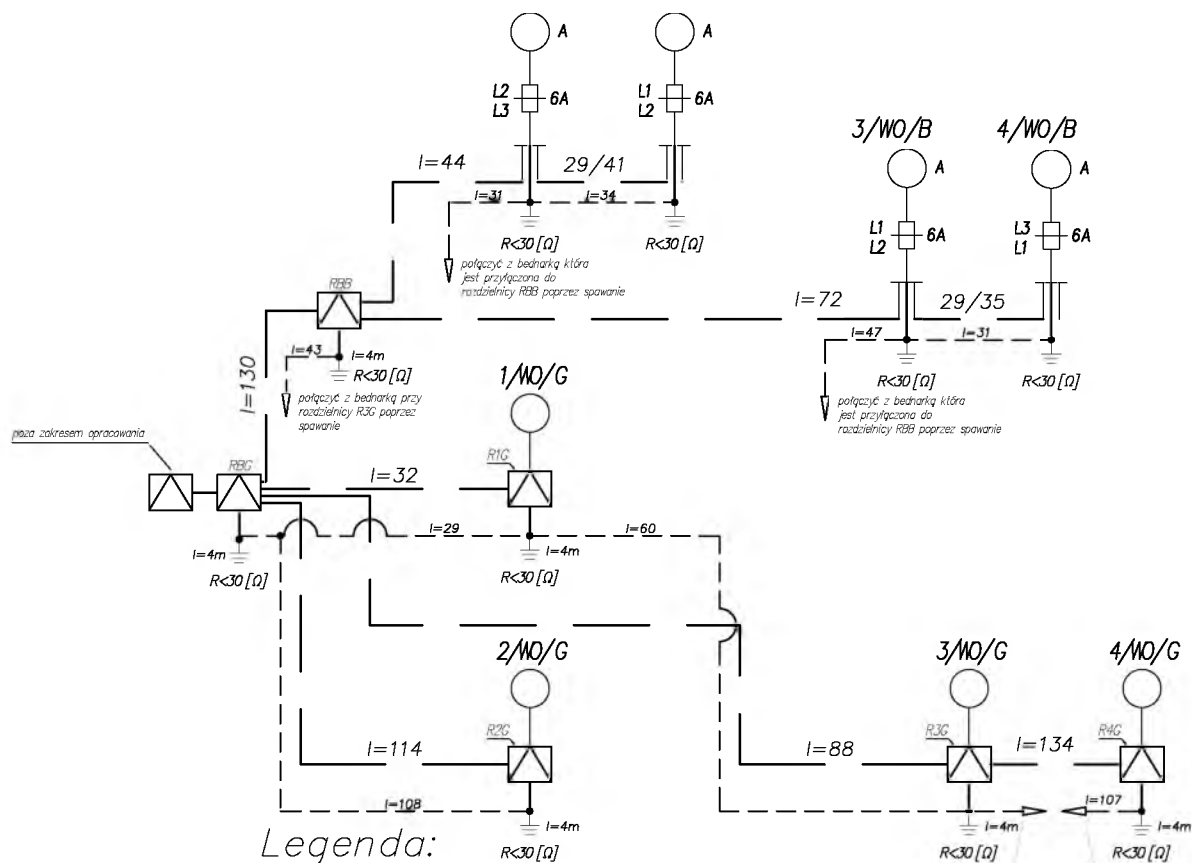 A
A
L2
L3
6A
L1
L2
6A
3/WO/B
4/WO/B
l=44
29/41
A
A
l=31
l=34
L1
L2
6A
L3
L1
6A
R<30[Ω]
R<30[Ω]
połączyć z bednarką która
jest przyłączona do
rozdzielnicy RBB poprzez spawanie
RBB
l=72
29/35
l=47
l=31
l=43
l=4m
R<30[Ω]
R<30[Ω]
R<30[Ω]
l=130
1/WO/G
połączyć z bednarką przy
rozdzielnicy R3G poprzez
spawanie
połączyć z bednarką która
jest przyłączona do
rozdzielnicy RBB poprzez spawanie
poza zakresem opracowania
RBG
l=32
R1G
l=29
l=60
l=4m
R<30[Ω]
l=4m
R<30[Ω]
2/WO/G
3/WO/G
4/WO/G
R2G
R3G
R4G
l=114
l=88
l=134
l=108
l=107
l=4m
l=4m
l=4m
Legenda:
R<30[Ω]
R<30[Ω]
R<30[Ω]